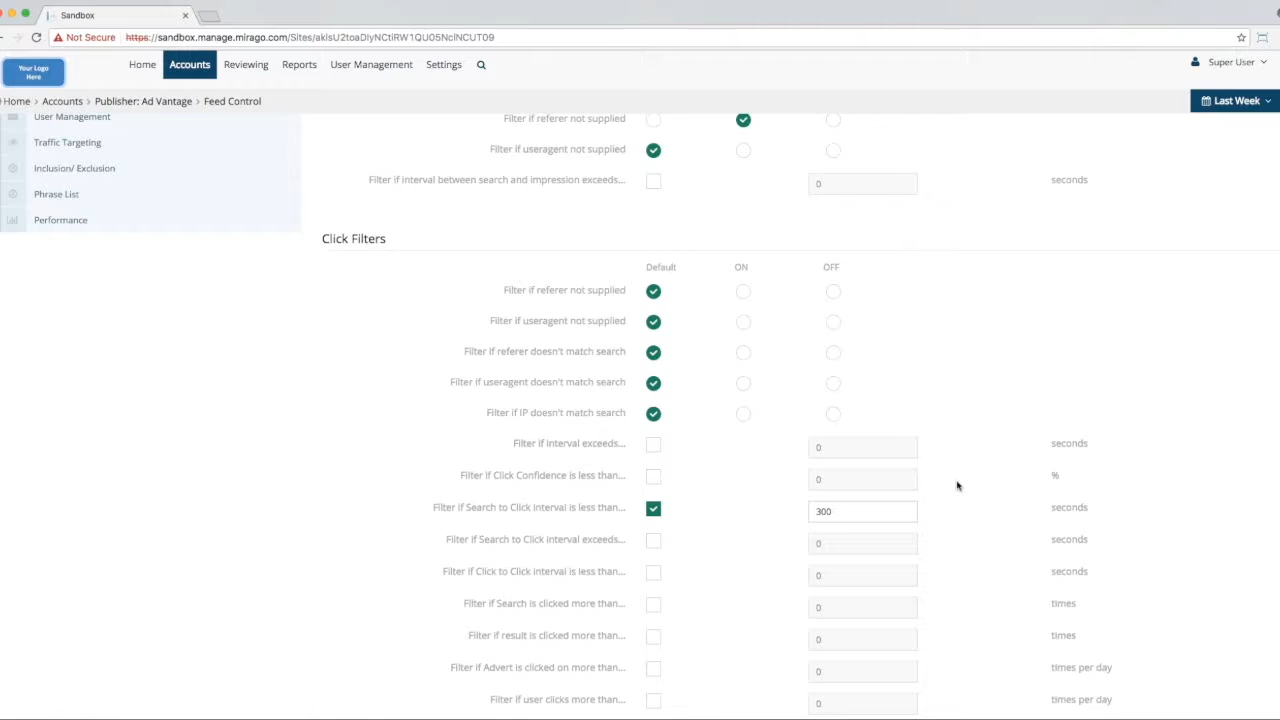 Sandbox
Not Secure https://sandbox.manage.mirago.com/Sites/
Your Logo
Here
Home Accounts Reviewing Reports User Management Settings
Super User
Home > Accounts > Publisher: Ad Vantage > Feed Control
Last Week
User Management
Traffic Targeting
Inclusion/ Exclusion
Phrase List
Performance
Filter if referer not supplied
Filter if useragent not supplied
Filter if interval between search and impression exceeds... 0 seconds
Click Filters
Default ON OFF
Filter if referer not supplied
Filter if useragent not supplied
Filter if referer doesn't match search
Filter if useragent doesn't match search
Filter if IP doesn't match search
Filter if Interval exceeds... 0 seconds
Filter if Click Confidence is less than... 0 %
Filter if Search to Click Interval is less than... 300 seconds
Filter if Search to Click interval exceeds... 0 seconds
Filter if Click to Click interval is less than... 0 seconds
Filter if Search is clicked more than... 0 times
Filter if result is clicked more than... 0 times
Filter if Advert is clicked on more than... 0 times per day
Filter if user clicks more than... 0 times per day